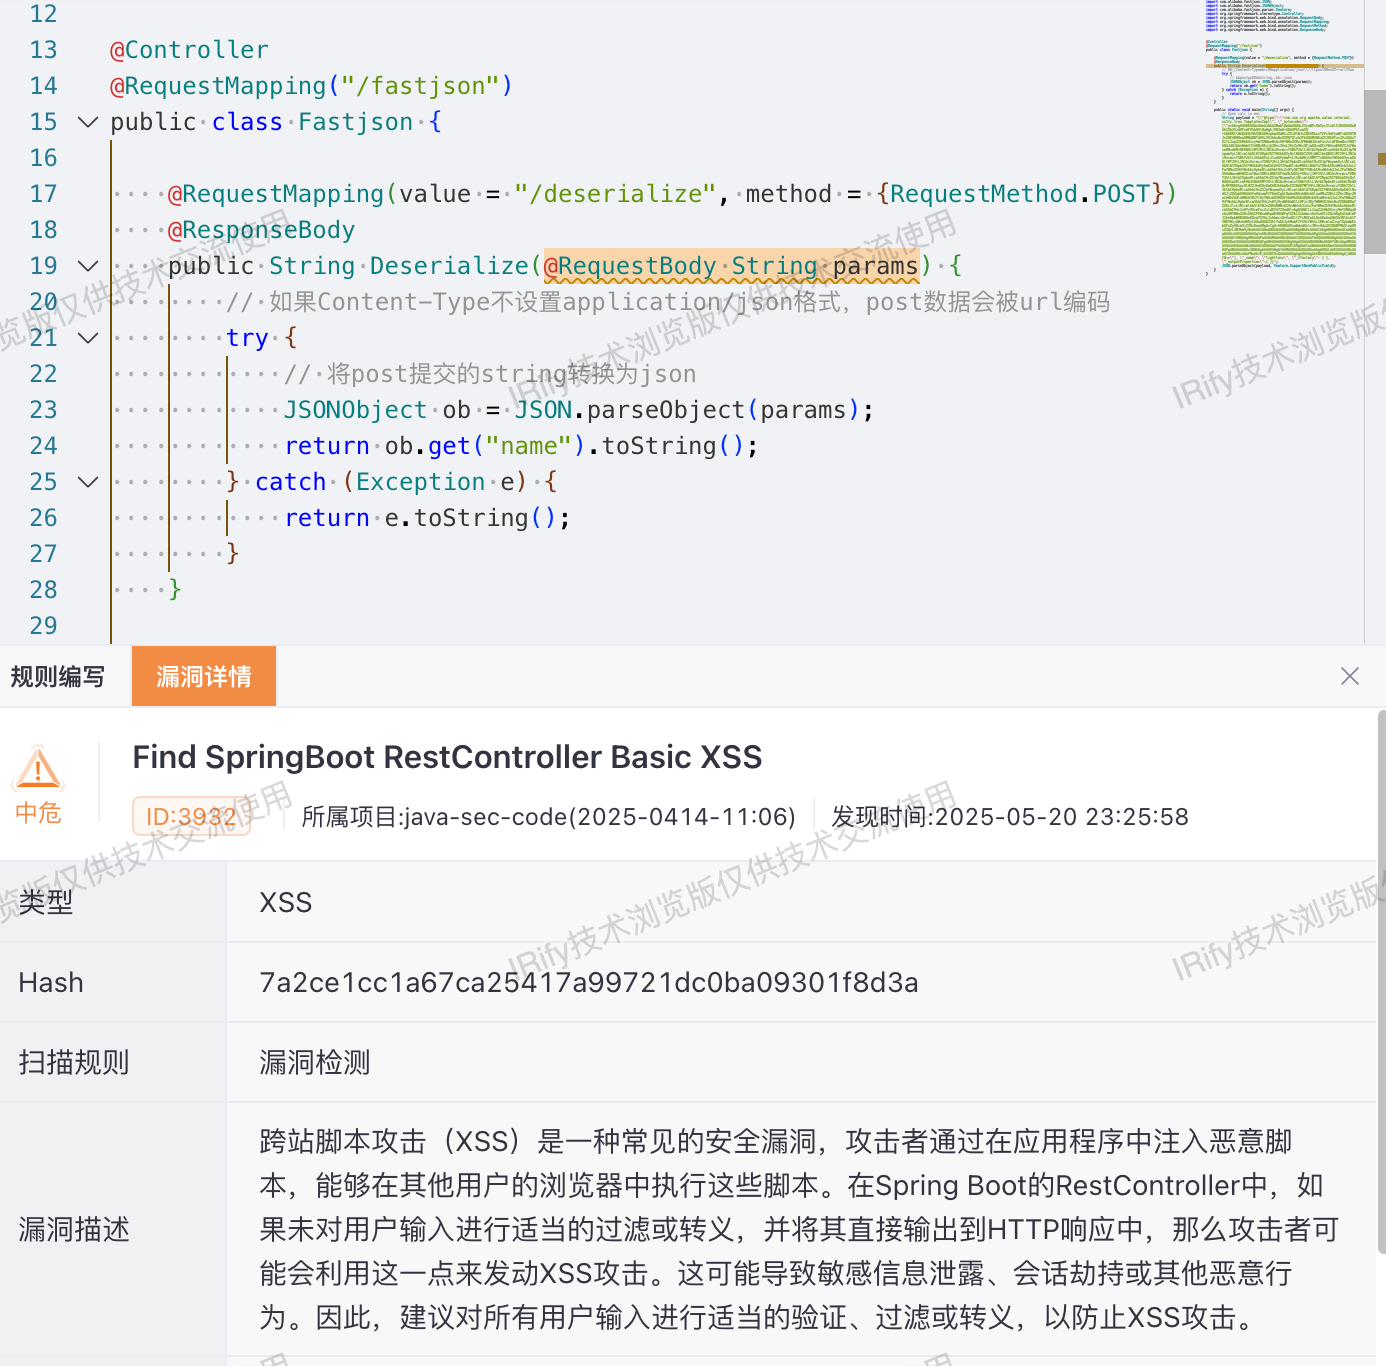 12
13 @Controller
14 @RequestMapping("/fastjson")
15 public class Fastjson {
16
17 @RequestMapping(value = "/deserialize", method = {RequestMethod.POST})
18 @ResponseBody
19 public String Deserialize(@RequestBody String params) {
20 // 如果Content-Type不设置application/json格式，post数据会被url编码
21 try {
22 // 将post提交的string转换为json
23 JSONObject ob = JSON.parseObject(params);
24 return ob.get("name").toString();
25 } catch (Exception e) {
26 return e.toString();
27 }
28 }
29
规则编写 漏洞详情
Find SpringBoot RestController Basic XSS
中危 ID:3932 所属项目:java-sec-code(2025-0414-11:06) 发现时间:2025-05-20 23:25:58
类型 XSS
Hash 7a2ce1cc1a67ca25417a99721dc0ba09301f8d3a
扫描规则 漏洞检测
漏洞描述
跨站脚本攻击（XSS）是一种常见的安全漏洞，攻击者通过在应用程序中注入恶意脚
本，能够在其他用户的浏览器中执行这些脚本。在Spring Boot的RestController中，如
果未对用户输入进行适当的过滤或转义，并将其直接输出到HTTP响应中，那么攻击者可
能会利用这一点来发动XSS攻击。这可能导致敏感信息泄露、会话劫持或其他恶意行
为。因此，建议对所有用户输入进行适当的验证、过滤或转义，以防止XSS攻击。
IRify技术浏览版仅供技术交流使用